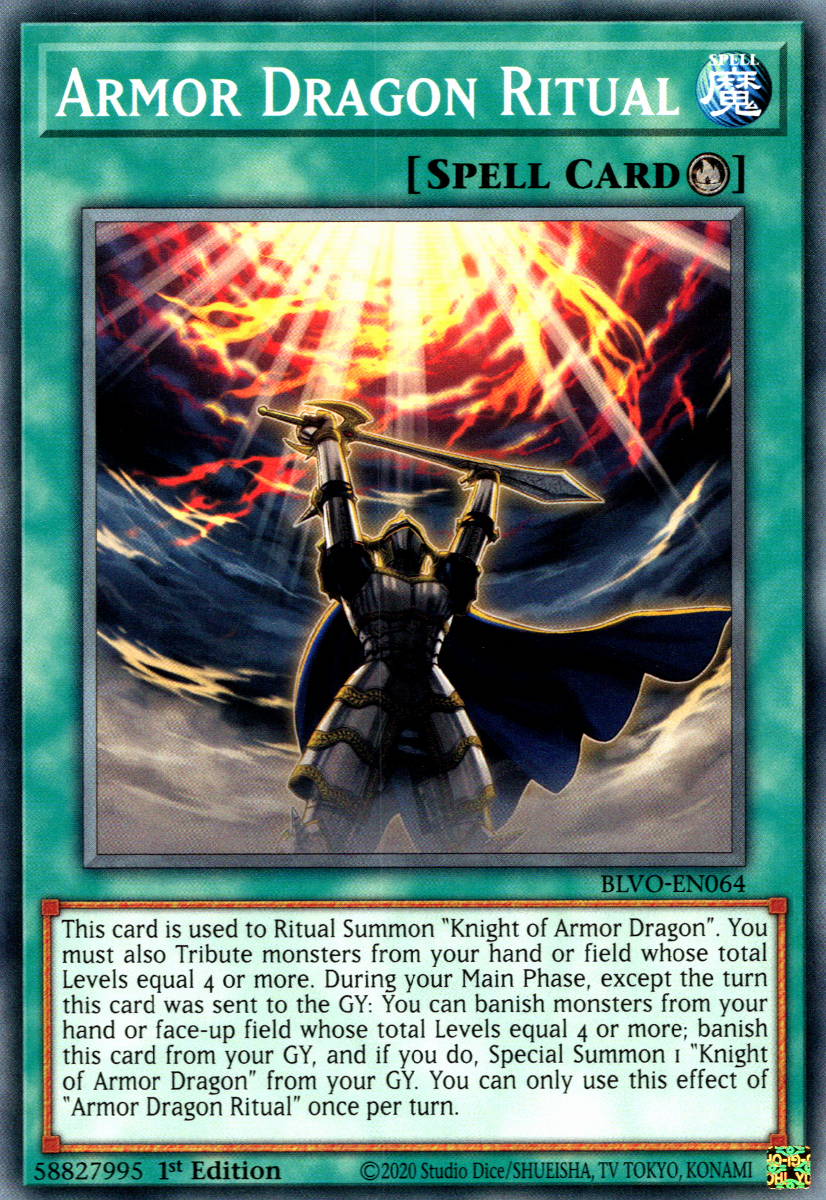 ARMOR DRAGON RITUAL
SPELL
魔
[SPELL CARD]
BLVO-EN064
This card is used to Ritual Summon "Knight of Armor Dragon". You
must also Tribute monsters from your hand or field whose total
Levels equal 4 or more. During your Main Phase, except the turn
this card was sent to the GY: You can banish monsters from your
hand or face-up field whose total Levels equal 4 or more; banish
this card from your GY, and if you do, Special Summon 1 "Knight
of Armor Dragon" from your GY. You can only use this effect of
"Armor Dragon Ritual" once per turn.
58827995 1st Edition
©2020 Studio Dice/SHUEISHA, TV TOKYO, KONAMI